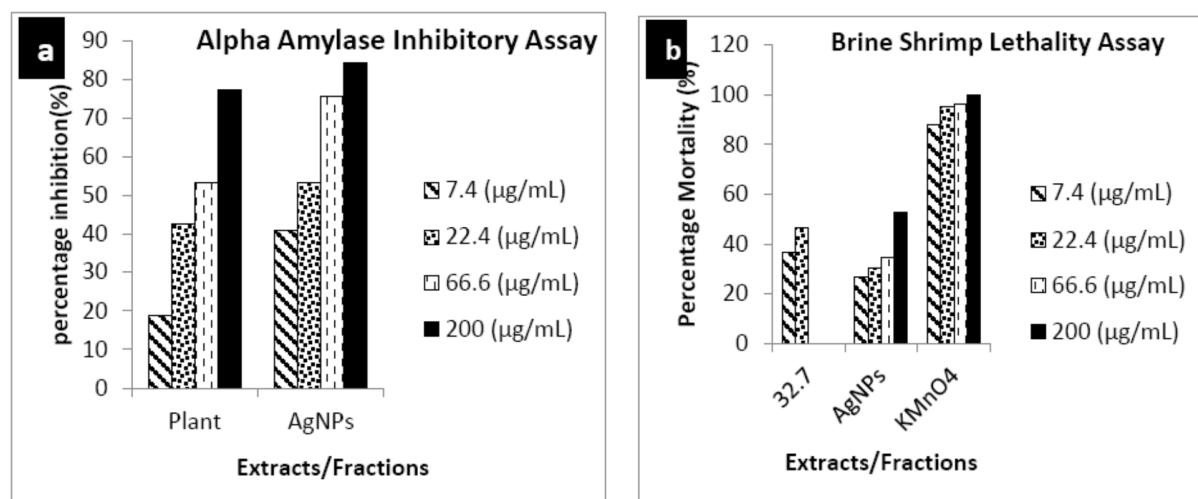 a
Alpha Amylase Inhibitory Assay
percentage inhibition(%)
90
80
70
60
50
40
30
20
10
0
Plant AgNPs
Extracts/Fractions
7.4 (µg/mL)
22.4 (µg/mL)
66.6 (µg/mL)
200 (µg/mL)
b
Brine Shrimp Lethality Assay
Percentage Mortality (%)
120
100
80
60
40
20
0
32.7 AgNPs KMnO4
Extracts/Fractions
7.4 (µg/mL)
22.4 (µg/mL)
66.6 (µg/mL)
200 (µg/mL)